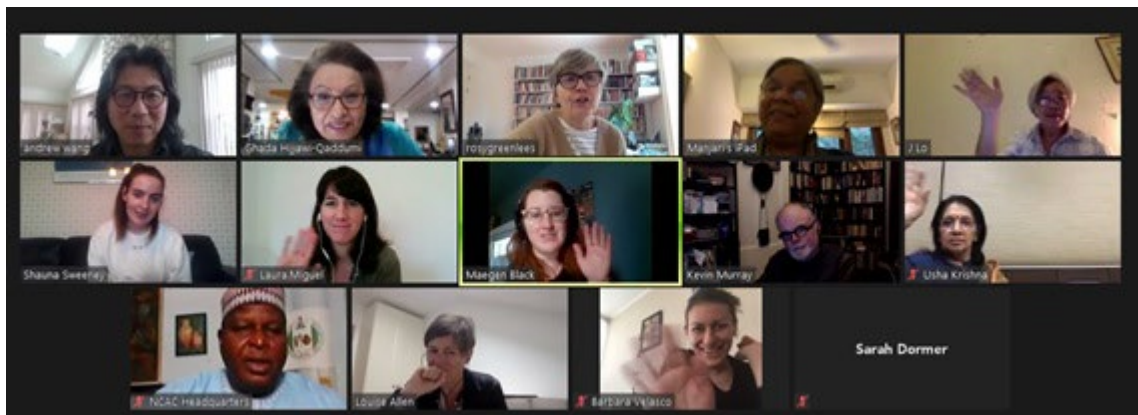 andrew wang
Ghada Hijjawi-Qaddumi
rosygreenlees
Manjari's iPad
J Lo
Shauna Sweeney
Laura Miguel
Maegen Black
Kevin Murray
Usha Krishna
NCAC Headquarters
Louise Allen
Barbara Velasco
Sarah Dormer